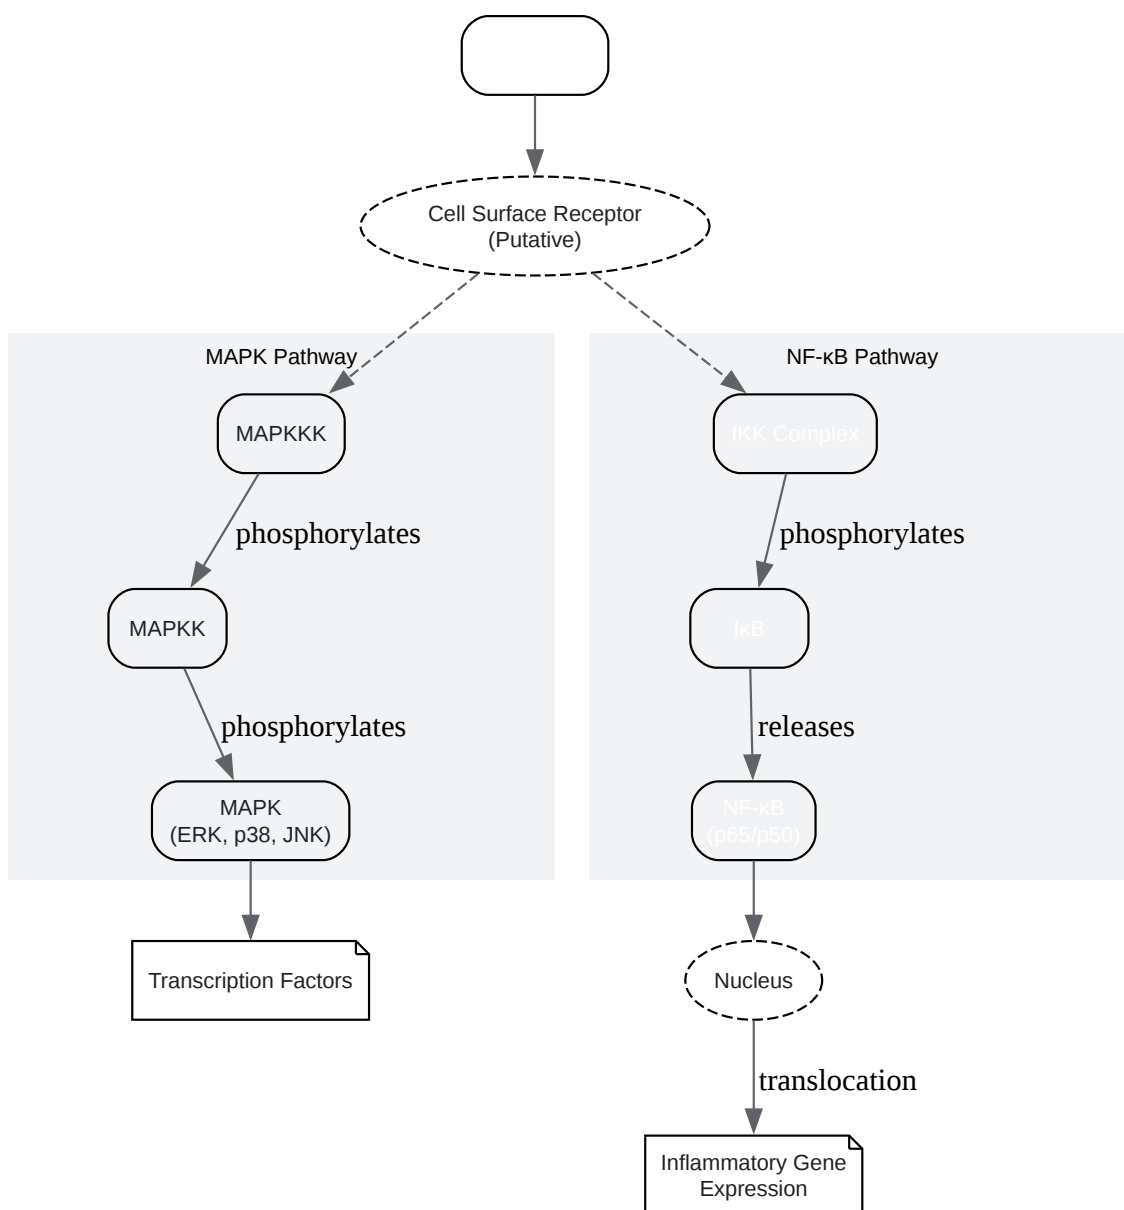 Cell Surface Receptor
(Putative)
MAPK Pathway
MAPKKK
phosphorylates
MAPKK
phosphorylates
MAPK
(ERK, p38, JNK)
Transcription Factors
NF-κB Pathway
IKK Complex
phosphorylates
IκB
releases
NF-κB
(p65/p50)
Nucleus
translocation
Inflammatory Gene
Expression